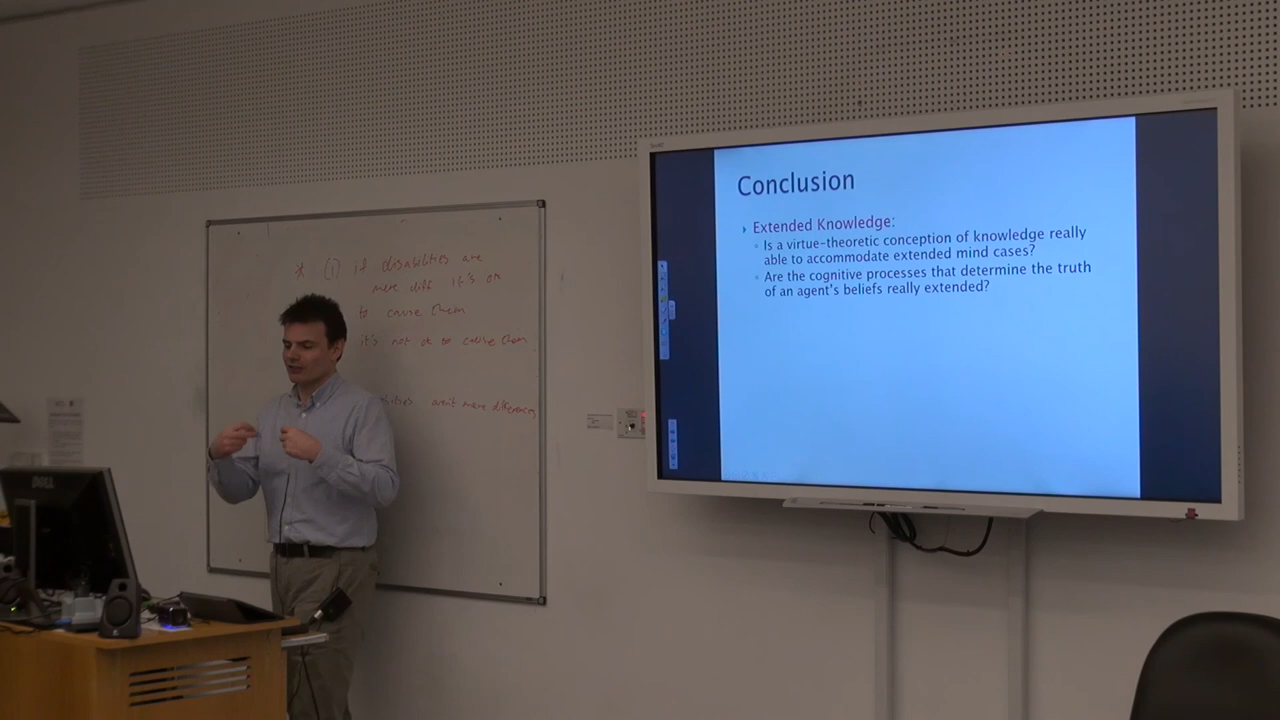 * (1) if disabilities are
mere diff it's ok
to cause them
it's not ok to cause them
aren't mere differences
Conclusion
Extended Knowledge:
Is a virtue-theoretic conception of knowledge really
able to accommodate extended mind cases?
Are the cognitive processes that determine the truth
of an agent's beliefs really extended?
DELL